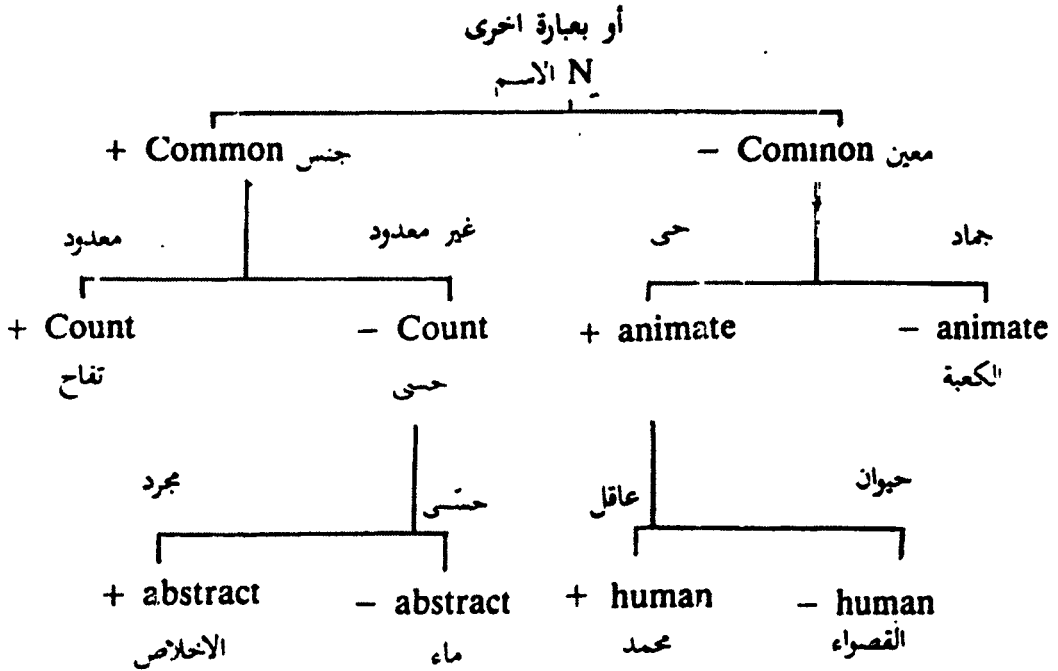 أو بعبارة اخرى
N الاسم
+ Common جنس
- Common معين
معدود
غير معدود
حى
جماد
+ Count
- Count
+ animate
- animate
تفاح
حسى
الكعبة
مجرد
حسّى
عاقل
حيوان
+ abstract
- abstract
+ human
- human
الاخلاص
ماء
محمد
القصواء